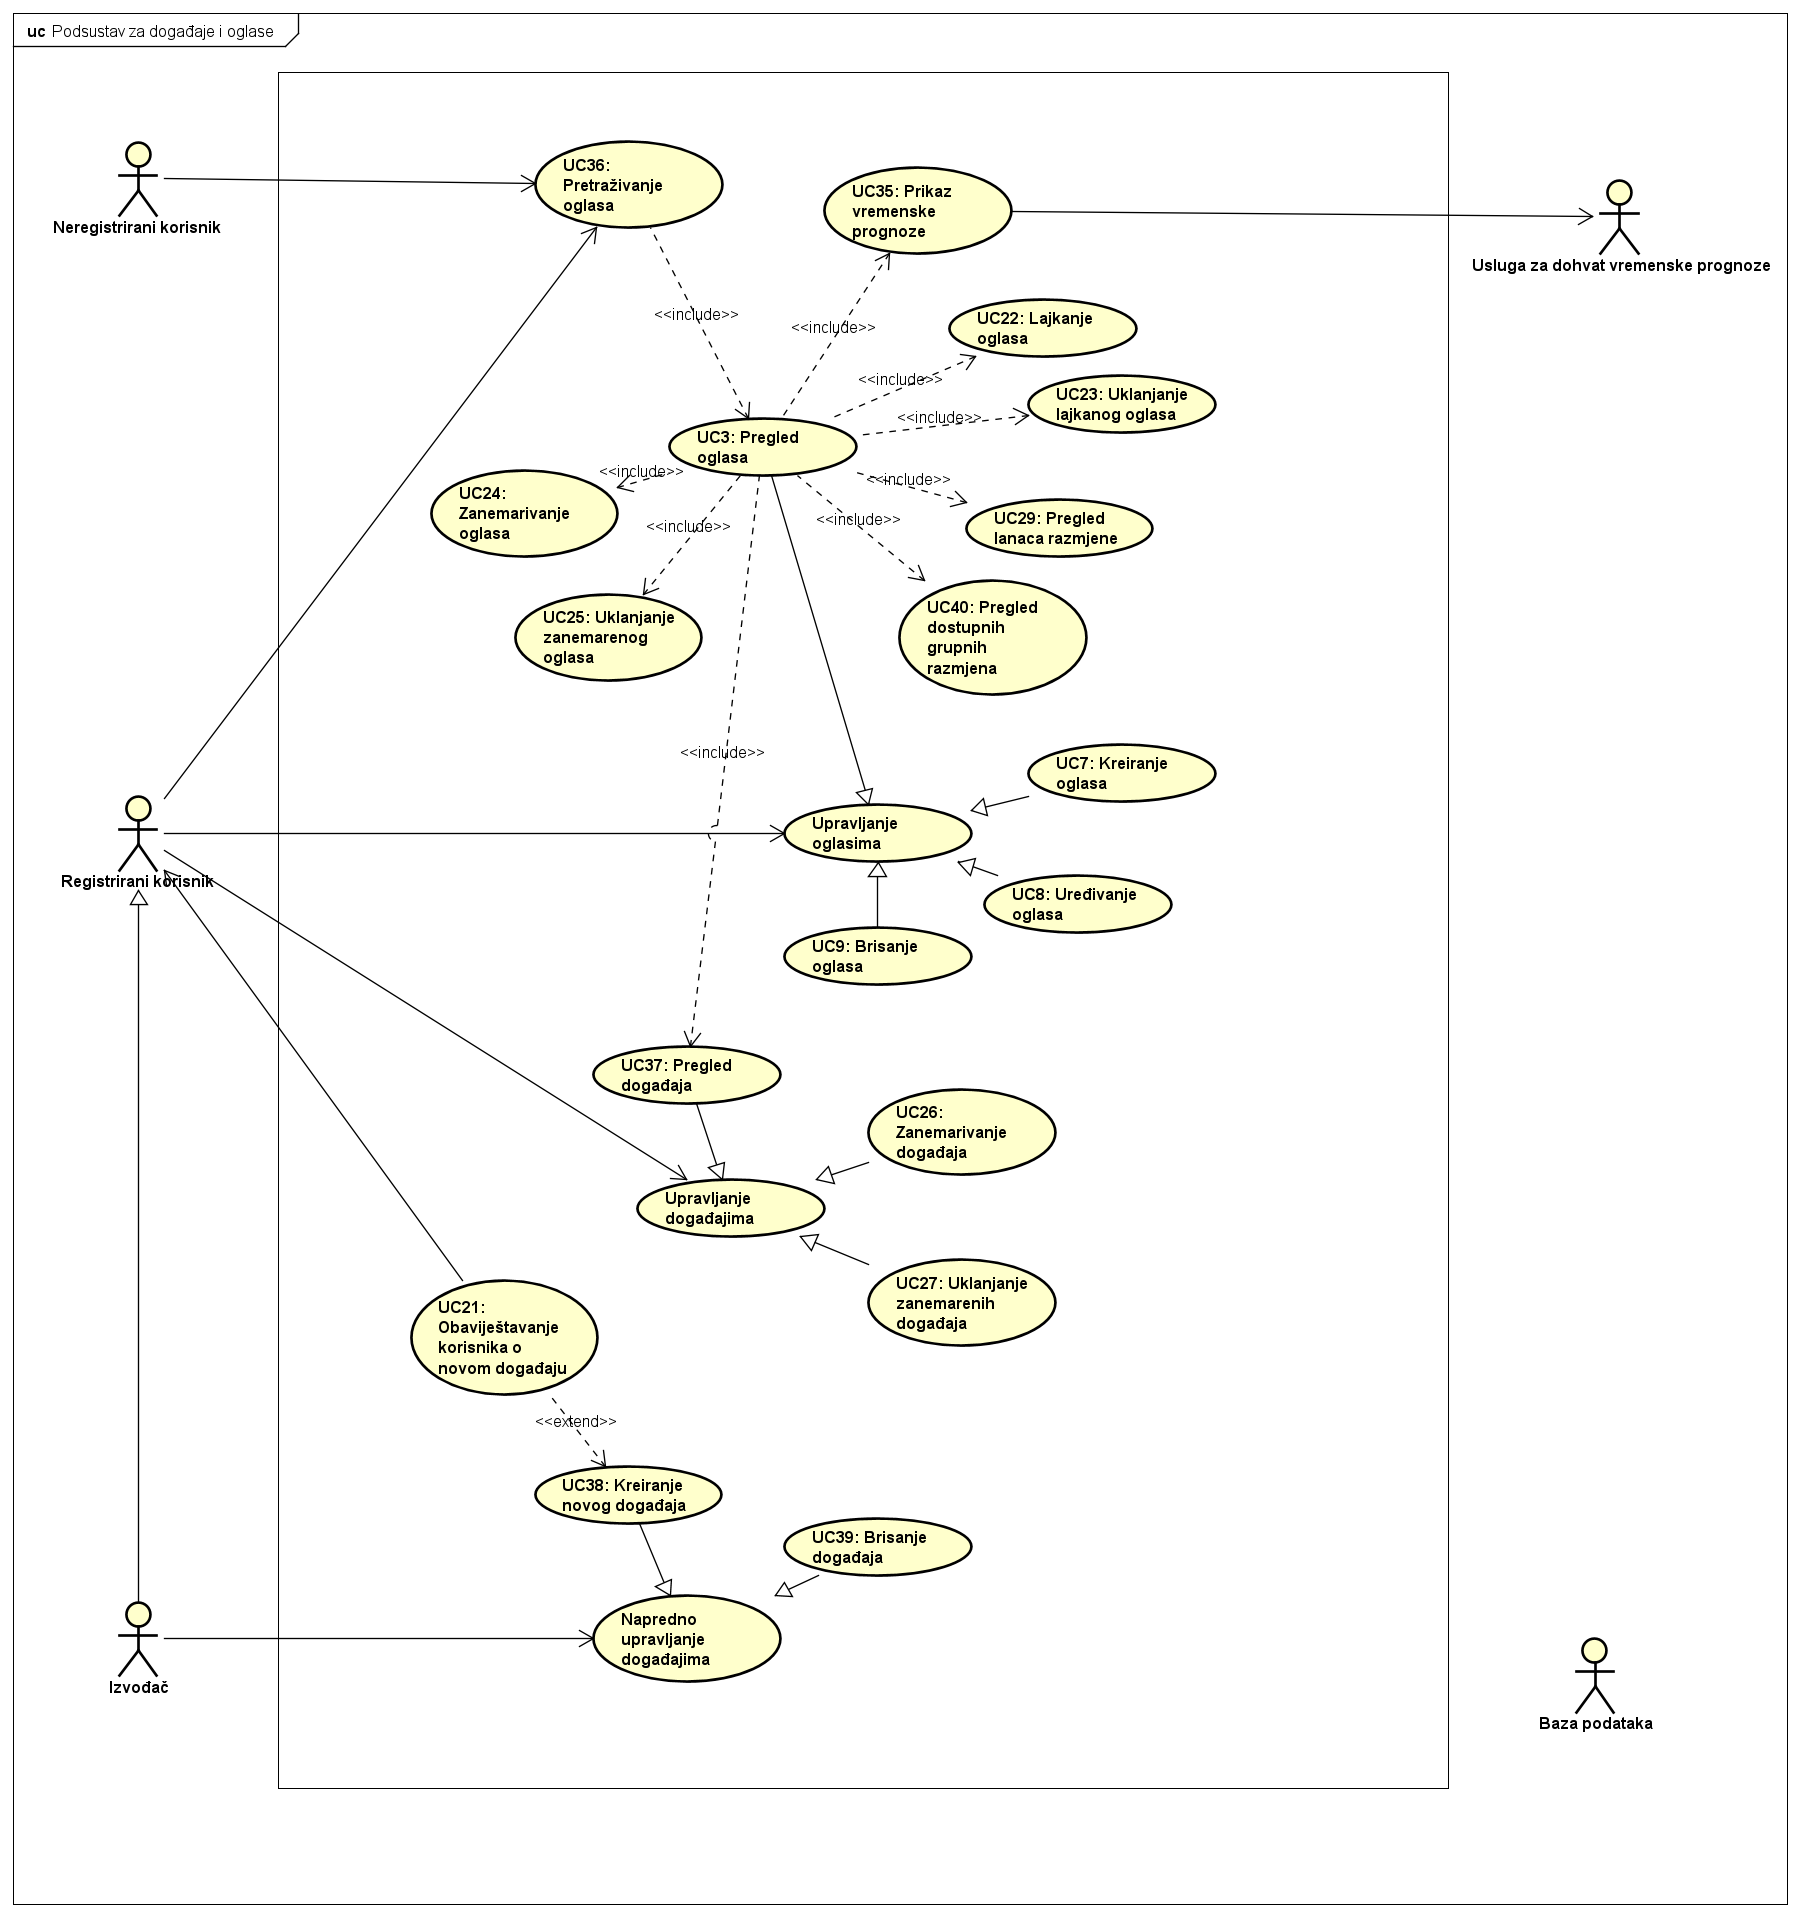 uc Podsustav za događaje i oglase
Neregistrirani korisnik
UC36:
Pretraživanje
oglasa
UC35: Prikaz
vremenske
prognoze
Usluga za dohvat vremenske prognoze
<<include>>
<<include>>
UC22: Lajkanje
oglasa
<<include>>
UC23: Uklanjanje
lajkanog oglasa
<<include>>
UC3: Pregled
oglasa
<<include>>
UC24:
Zanemarivanje
oglasa
<<include>>
UC29: Pregled
lanaca razmjene
<<include>>
<<include>>
UC25: Uklanjanje
zanemarenog
oglasa
UC40: Pregled
dostupnih
grupnih
razmjena
<<include>>
UC7: Kreiranje
oglasa
Upravljanje
oglasima
Registrirani korisnik
UC8: Uređivanje
oglasa
UC9: Brisanje
oglasa
UC37: Pregled
događaja
UC26:
Zanemarivanje
događaja
Upravljanje
događajima
UC27: Uklanjanje
zanemarenih
događaja
UC21:
Obaviještavanje
korisnika o
novom događaju
<<extend>>
UC38: Kreiranje
novog događaja
UC39: Brisanje
događaja
Napredno
upravljanje
događajima
Izvođač
Baza podataka